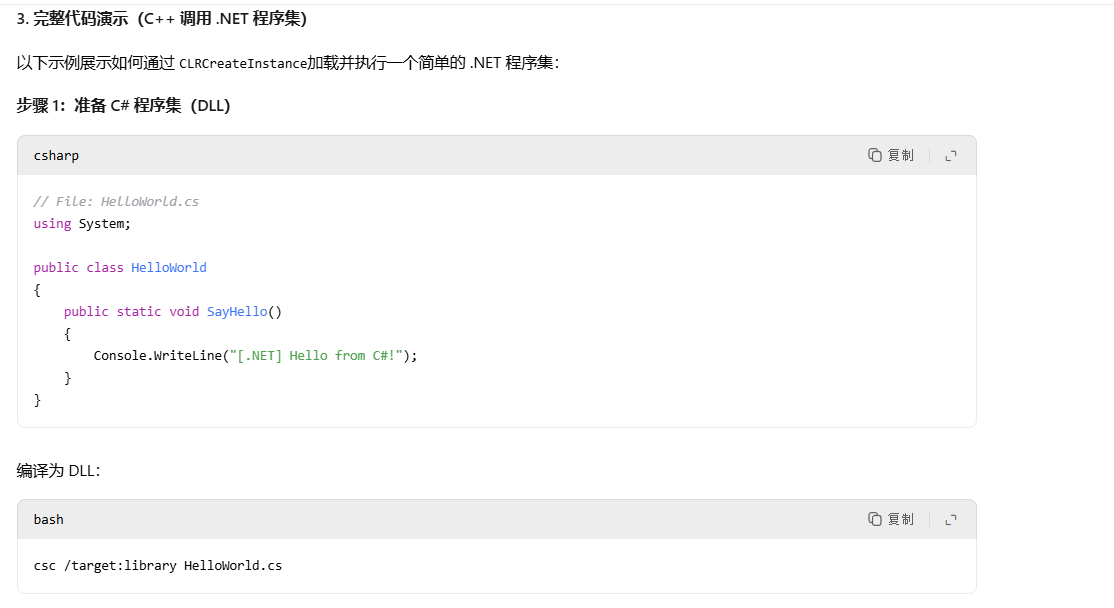 3. 完整代码演示（C++ 调用 .NET 程序集）
以下示例展示如何通过 CLRCreateInstance加载并执行一个简单的 .NET 程序集：
步骤 1：准备 C# 程序集（DLL）
csharp 复制
// File: HelloWorld.cs
using System;
public class HelloWorld
{
    public static void SayHello()
    {
        Console.WriteLine("[.NET] Hello from C#!");
    }
}
编译为 DLL：
bash 复制
csc /target:library HelloWorld.cs